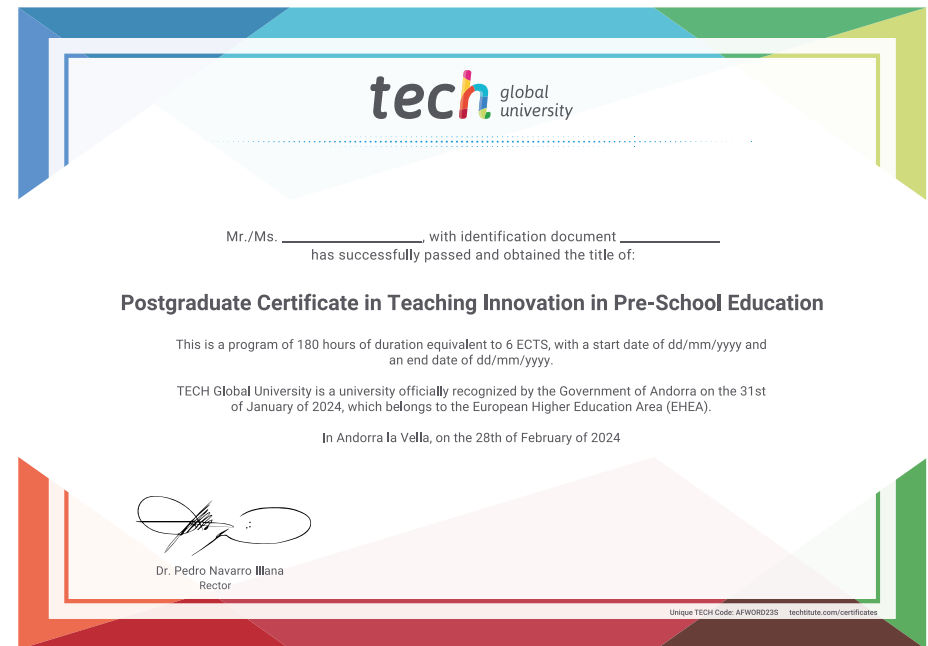 tech global university
Mr./Ms. ____________________, with identification document ______________
has successfully passed and obtained the title of:
Postgraduate Certificate in Teaching Innovation in Pre-School Education
This is a program of 180 hours of duration equivalent to 6 ECTS, with a start date of dd/mm/yyyy and
an end date of dd/mm/yyyy.
TECH Global University is a university officially recognized by the Government of Andorra on the 31st
of January of 2024, which belongs to the European Higher Education Area (EHEA).
In Andorra la Vella, on the 28th of February of 2024
Dr. Pedro Navarro Illana
Rector
Unique TECH Code: AFWORD23S techtitute.com/certificates